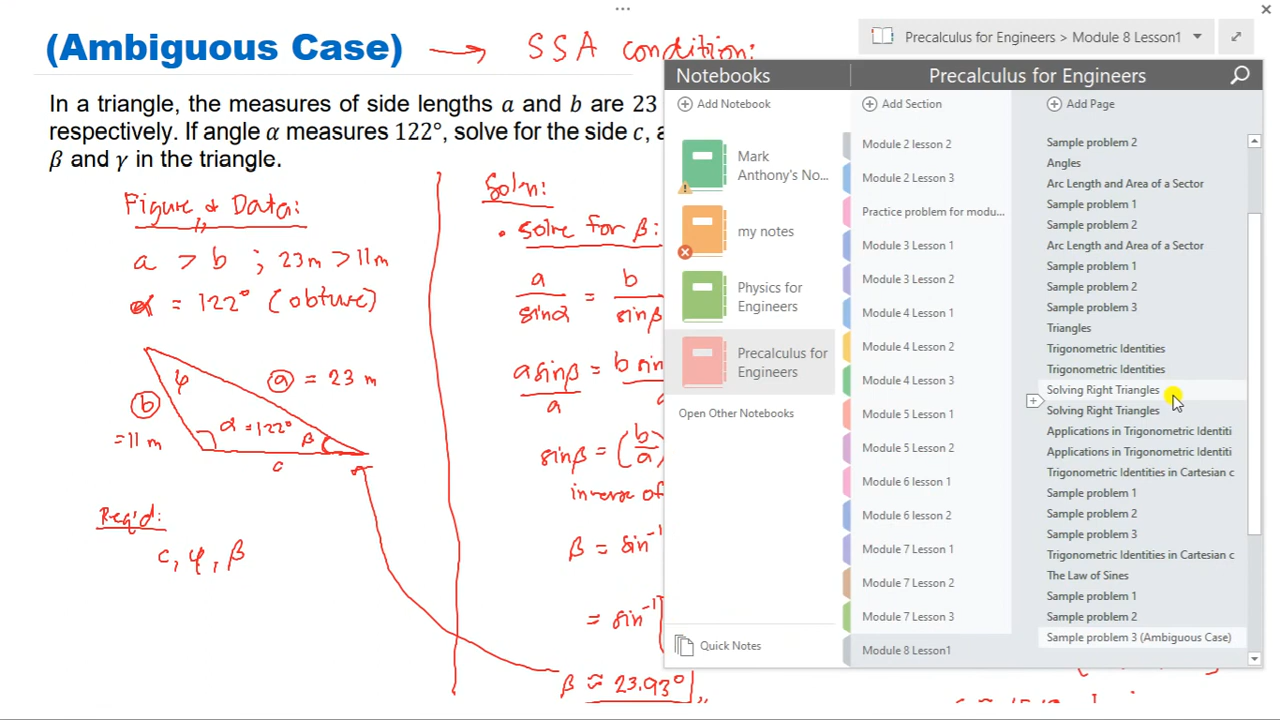 (Ambiguous Case) → SSA condition:
In a triangle, the measures of side lengths a and b are 23
respectively. If angle α measures 122°, solve for the side c, a
β and γ in the triangle.
Figure & Data:
a > b ; 23m > 11m
α = 122° (obtuse)
φ
ⓐ = 23 m
ⓑ
= 11 m
α = 122°
β
c
Req'd:
c, φ, β
Soln:
• solve for β:
a/sinα = b/sinβ
a sinβ/a = b sin
sinβ = (b/a)
inverse of
β = sin⁻¹
= sin⁻¹
β ≈ 23.93°
Precalculus for Engineers > Module 8 Lesson1
Notebooks
Add Notebook
Mark
Anthony's No...
my notes
Physics for
Engineers
Precalculus for
Engineers
Open Other Notebooks
Quick Notes
Precalculus for Engineers
Add Section
Module 2 lesson 2
Module 2 Lesson 3
Practice problem for modu...
Module 3 Lesson 1
Module 3 Lesson 2
Module 4 Lesson 1
Module 4 Lesson 2
Module 4 Lesson 3
Module 5 Lesson 1
Module 5 Lesson 2
Module 6 lesson 1
Module 6 lesson 2
Module 7 Lesson 1
Module 7 Lesson 2
Module 7 Lesson 3
Module 8 Lesson1
Add Page
Sample problem 2
Angles
Arc Length and Area of a Sector
Sample problem 1
Sample problem 2
Arc Length and Area of a Sector
Sample problem 1
Sample problem 2
Sample problem 3
Triangles
Trigonometric Identities
Trigonometric Identities
Solving Right Triangles
Solving Right Triangles
Applications in Trigonometric Identiti
Applications in Trigonometric Identiti
Trigonometric Identities in Cartesian c
Sample problem 1
Sample problem 2
Sample problem 3
Trigonometric Identities in Cartesian c
The Law of Sines
Sample problem 1
Sample problem 2
Sample problem 3 (Ambiguous Case)